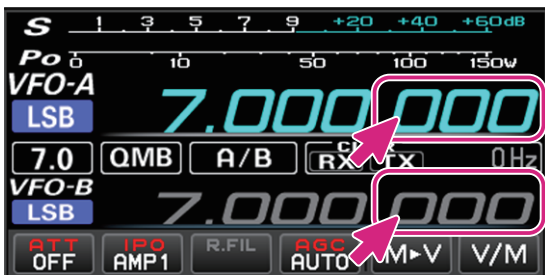 S 1 3 5 7 9 +20 +40 +60dB
Po 0 10 50 100 150W
VFO-A
LSB 7.000.000
7.0 QMB A/B RX TX 0Hz
VFO-B
LSB 7.000.000
ATT IPO R.FIL AGC
OFF AMP1 AUTO M▸V V/M